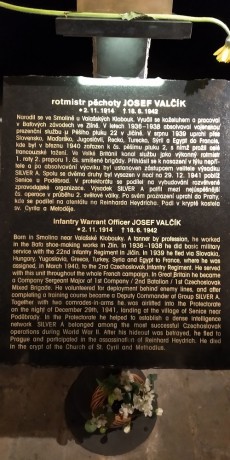 rotmistr pěchoty JOSEF VALČÍK
* 2. 11. 1914 † 18. 6. 1942
Narodil se ve Smolině u Valašských Klobouk. Vyučil se koželuhem a pracoval
v Baťových závodech ve Zlíně. V letech 1936-1938 absolvoval vojenskou
prezenční službu u Pěšího pluku 22 v Jičíně. V srpnu 1939 uprchl přes
Slovensko, Maďarsko, Jugoslávii, Řecko, Turecko, Sýrii a Egypt do Francie,
kde byl v březnu 1940 zařazen k čs. pěšímu pluku 2, s nímž prošel celé
francouzské tažení. Ve Velké Británii konal službu jako výkonný rotmistr
1. roty 2. praporu 1. čs. smíšené brigády. Přihlásil se k nasazení v týlu nepří-
tele a po absolvování výcviku byl ustanoven zástupcem velitele výsadku
SILVER A. Spolu se dvěma druhy byl vysazen v noci na 29. 12. 1941 poblíž
Senice u Poděbrad. V protektorátu se podílel na vybudování rozvětvené
zpravodajské organizace. Výsadek SILVER A patřil mezi nejúspěšnější
čs. operace v průběhu 2. světové války. Po
kdy se podílel na atentátu na Reinharda Heydricha. Padl v kryptě kostela
sv. Cyrila a Metoděje.
Infantry Warrant Officer JOSEF VALČÍK
* 2. 11. 1914 † 18. 6. 1942
Born in Smolina near Valašské Klobouky. A tanner by profession, he worked
in the Baťa shoe-making works in Zlín. In 1936-1938 he did basic military
service with the 22nd Infantry Regiment in Jičín. In 1939 he fled via Slovakia,
Hungary, Yugoslavia, Greece, Turkey, Syria and Egypt to France, where he was
assigned, in March 1940, to the 2nd Czechoslovak Infantry Regiment. He served
with this unit throughout the whole French campaign. In Great Britain he became
a Company Sergeant Major of 1st Company / 2nd Battalion / 1st Czechoslovak
Mixed Brigade. He volunteered for deployment behind enemy lines, and after
completing a training course became a Deputy Commander of Group SILVER A.
Together with two comrades-in-arms he was airlifted into the Protectorate
on the night of December 29th, 1941, landing at the village of Senice near
Poděbrady. In the Protectorate he helped to establish a dense intelligence
network. SILVER A belonged among the most successful Czechoslovak
operations during World War II. After his hideout was betrayed, he fled to
Prague and participated in the assassination of Reinhard Heydrich. He died
in the crypt of the Church of St. Cyril and Methodius.